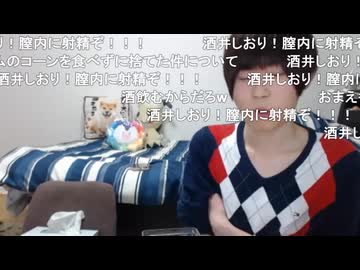 り！膣内に射精ぞ！！！ 酒井しおり！膣内に射精ぞ
ムのコーンを食べずに捨てた件について 酒井しおり！膣
酒井しおり！膣内に射精ぞ！！！ 酒井しおり！膣内に射
酒飲むからだろw おまえ
酒井しおり！膣内に射精ぞ！！！
酒井し